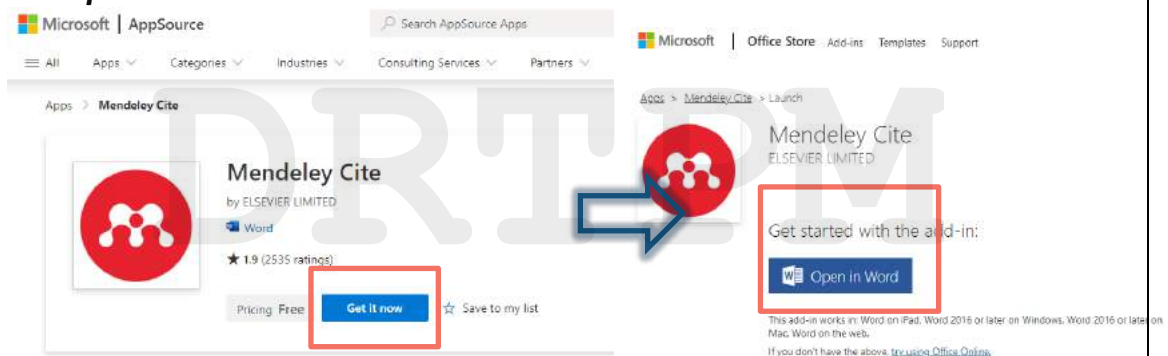 Microsoft | AppSource
Search AppSource Apps
All Apps Categories Industries Consulting Services Partners
Apps > Mendeley Cite
Mendeley Cite
by ELSEVIER LIMITED
Word
★ 1.9 (2535 ratings)
Pricing Free Get it now ☆ Save to my list
Microsoft | Office Store Add-ins Templates Support
Apps > Mendeley Cite > Launch
Mendeley Cite
ELSEVIER LIMITED
Get started with the add-in:
Open in Word
This add-in works in: Word on iPad, Word 2016 or later on Windows, Word 2016 or later on
Mac, Word on the web.
If you don't have the above, try using Office Online.
DRTPM